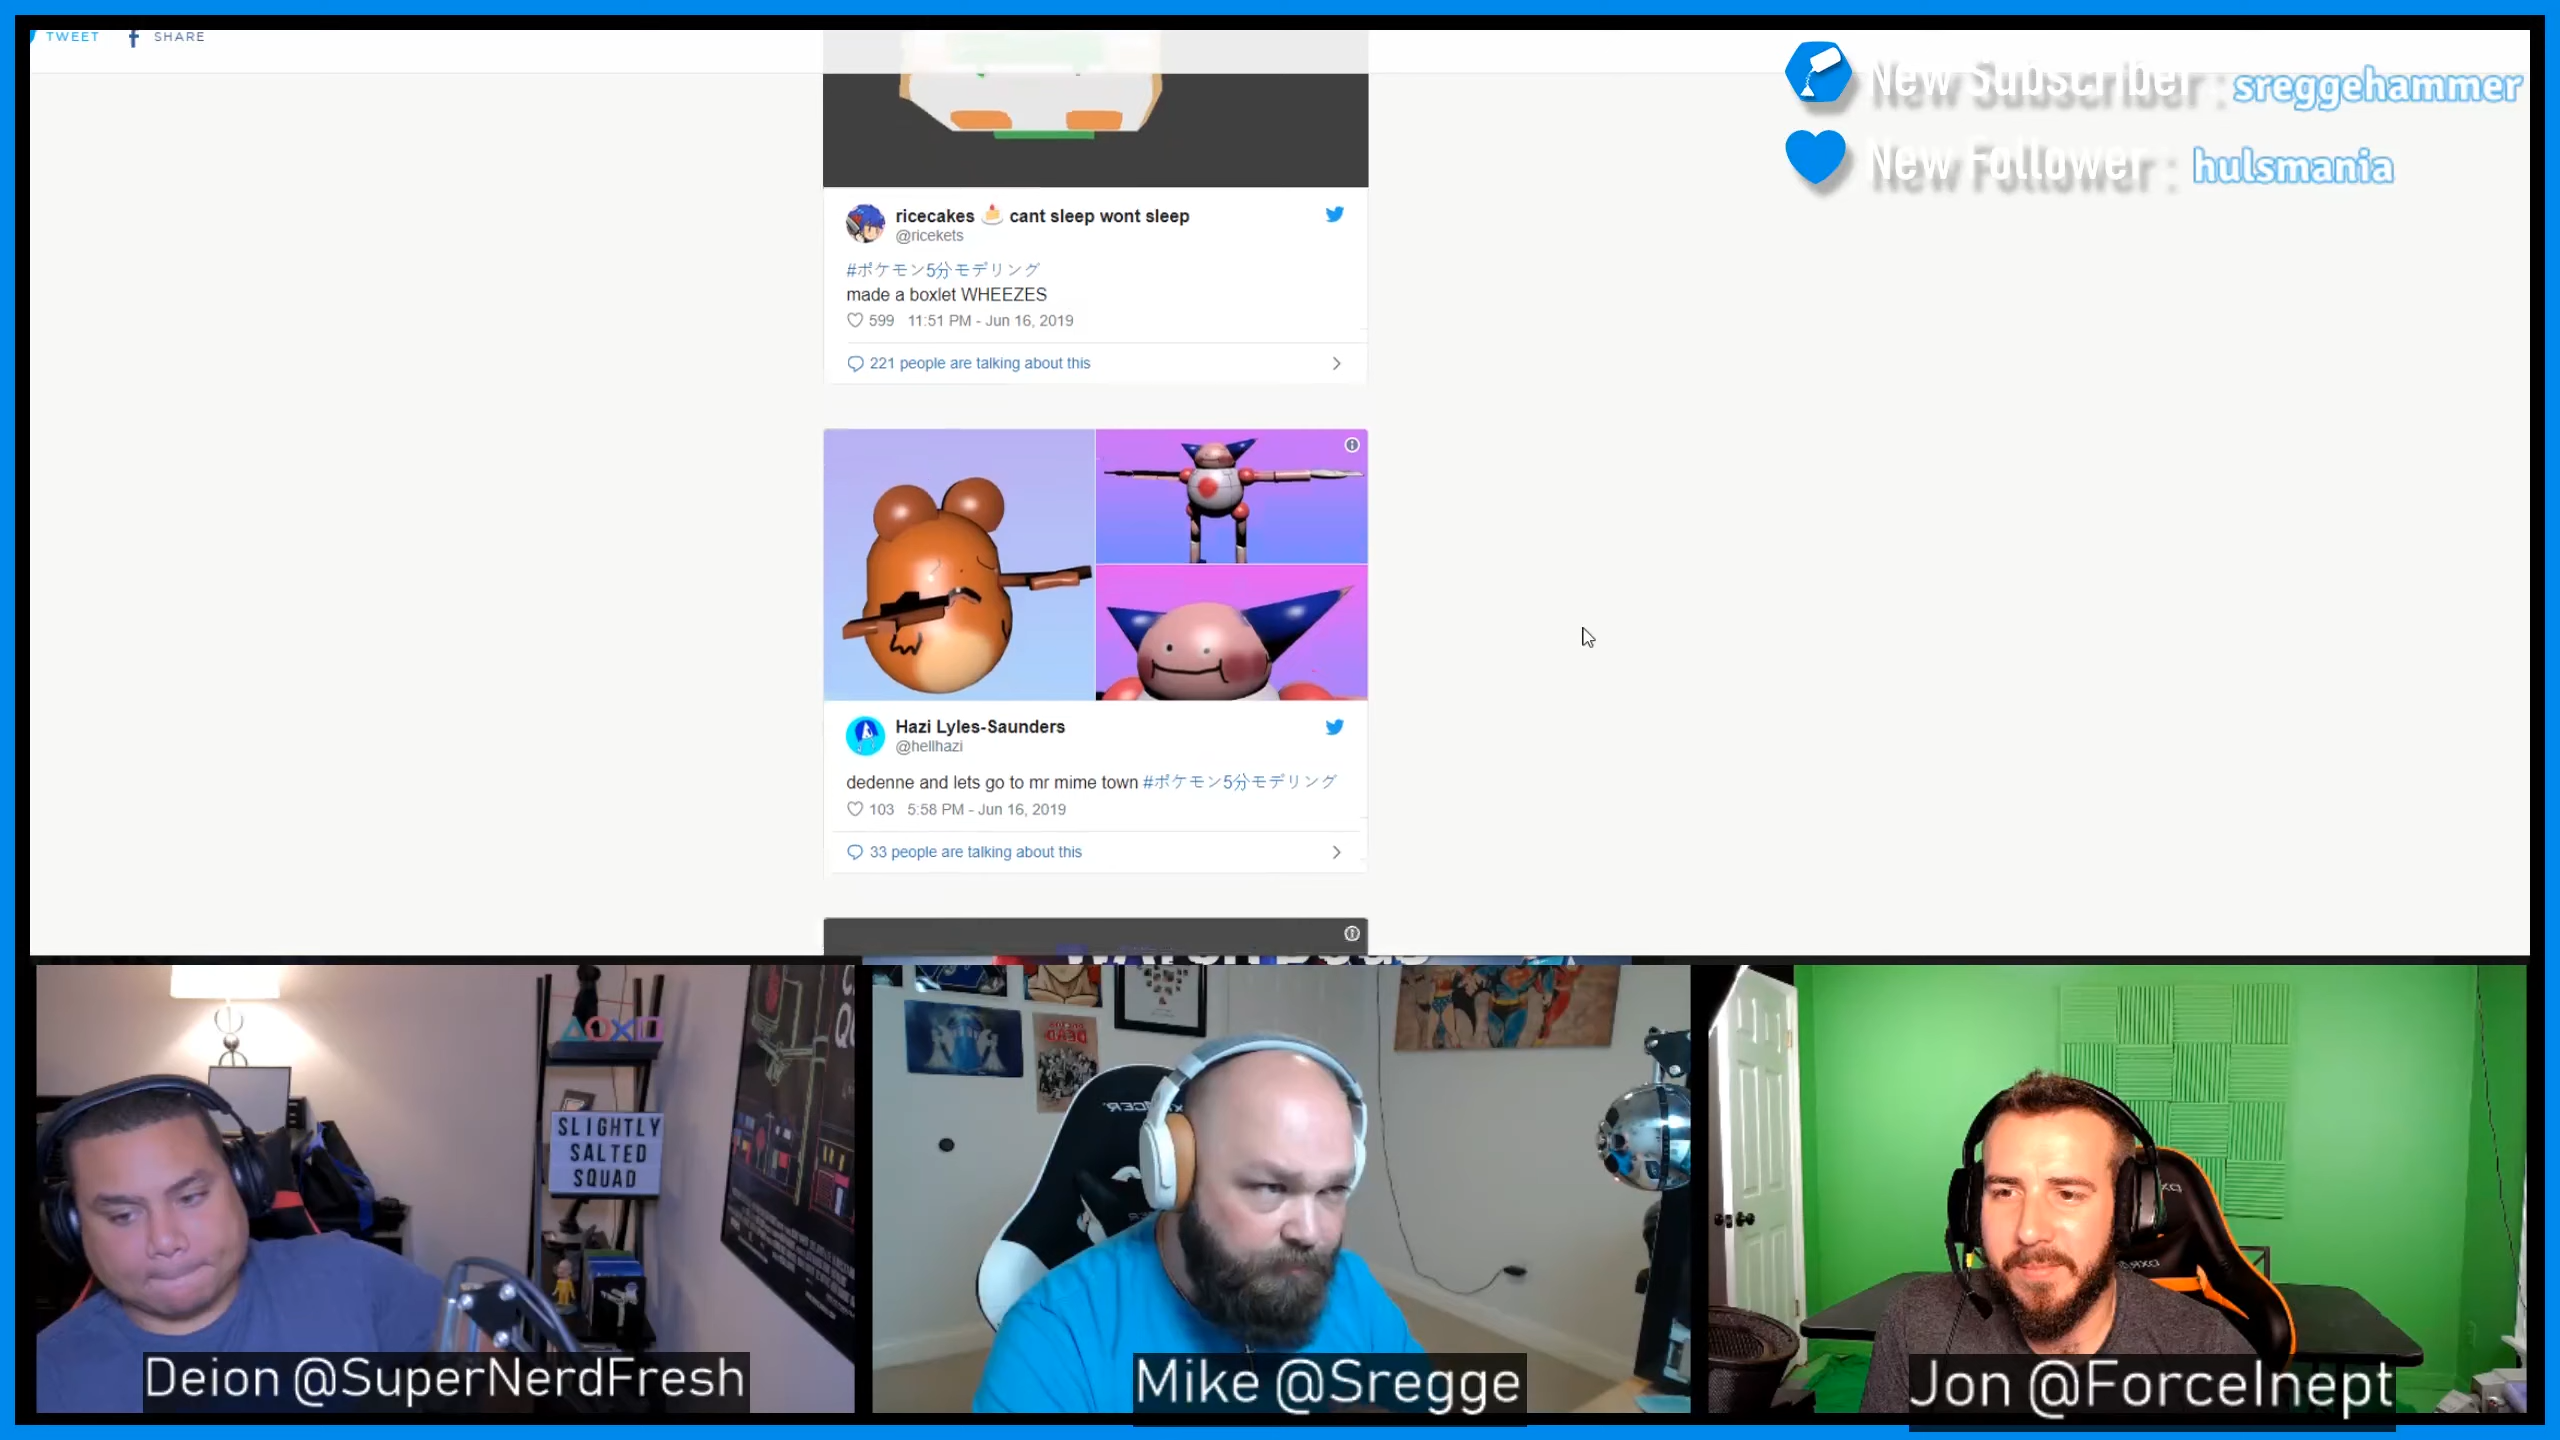 TWEET
SHARE
New Subscriber : sreggehammer
New Follower : hulsmania
ricecakes 🍮 cant sleep wont sleep
@ricekets
#ポケモン5分モデリング
made a boxlet WHEEZES
599 11:51 PM - Jun 16, 2019
221 people are talking about this
Hazi Lyles-Saunders
@hellhazi
dedenne and lets go to mr mime town #ポケモン5分モデリング
103 5:58 PM - Jun 16, 2019
33 people are talking about this
SLIGHTLY
SALTED
SQUAD
DEAD
Deion @SuperNerdFresh
Mike @Sregge
Jon @ForceInept